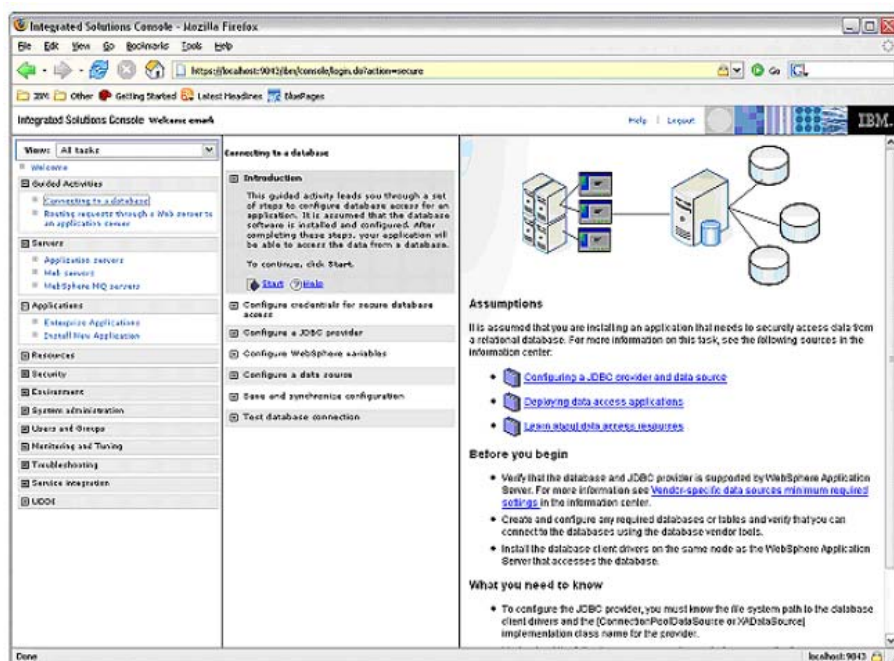 Integrated Solutions Console - Mozilla Firefox
File Edit View Go Bookmarks Tools Help
https://localhost:9043/ibm/console/login.do?action=secure
Go
IBM Other Getting Started Latest Headlines BluePages
Integrated Solutions Console Welcome
Help | Logout
IBM.
View: All tasks
Welcome
Guided Activities
Connecting to a database
Routing requests through a Web server to
an application server
Servers
Application servers
Web servers
WebSphere MQ servers
Applications
Enterprise Applications
Install New Application
Resources
Security
Environment
System administration
Users and Groups
Monitoring and Tuning
Troubleshooting
Service integration
UDDI
Connecting to a database
Introduction
This guided activity leads you through a set
of steps to configure database access for an
application. It is assumed that the database
software is installed and configured. After
completing these steps, your application will
be able to access the data from a database.
To continue, click Start.
Start Help
Configure credentials for secure database
access
Configure a JDBC provider
Configure WebSphere variables
Configure a data source
Save and synchronize configuration
Test database connection
Assumptions
It is assumed that you are installing an application that needs to securely access data from
a relational database. For more information on this task, see the following sources in the
information center:
Configuring a JDBC provider and data source
Deploying data access applications
Learn about data access resources
Before you begin
Verify that the database and JDBC provider is supported by WebSphere Application
Server. For more information see Vendor-specific data sources minimum required
settings in the information center.
Create and configure any required databases or tables and verify that you can
connect to the databases using the database vendor tools.
Install the database client drivers on the same node as the WebSphere Application
Server that accesses the database.
What you need to know
To configure the JDBC provider, you must know the file system path to the database
client drivers and the [ConnectionPoolDataSource or XADataSource]
implementation class name for the provider.
Done
localhost:9043